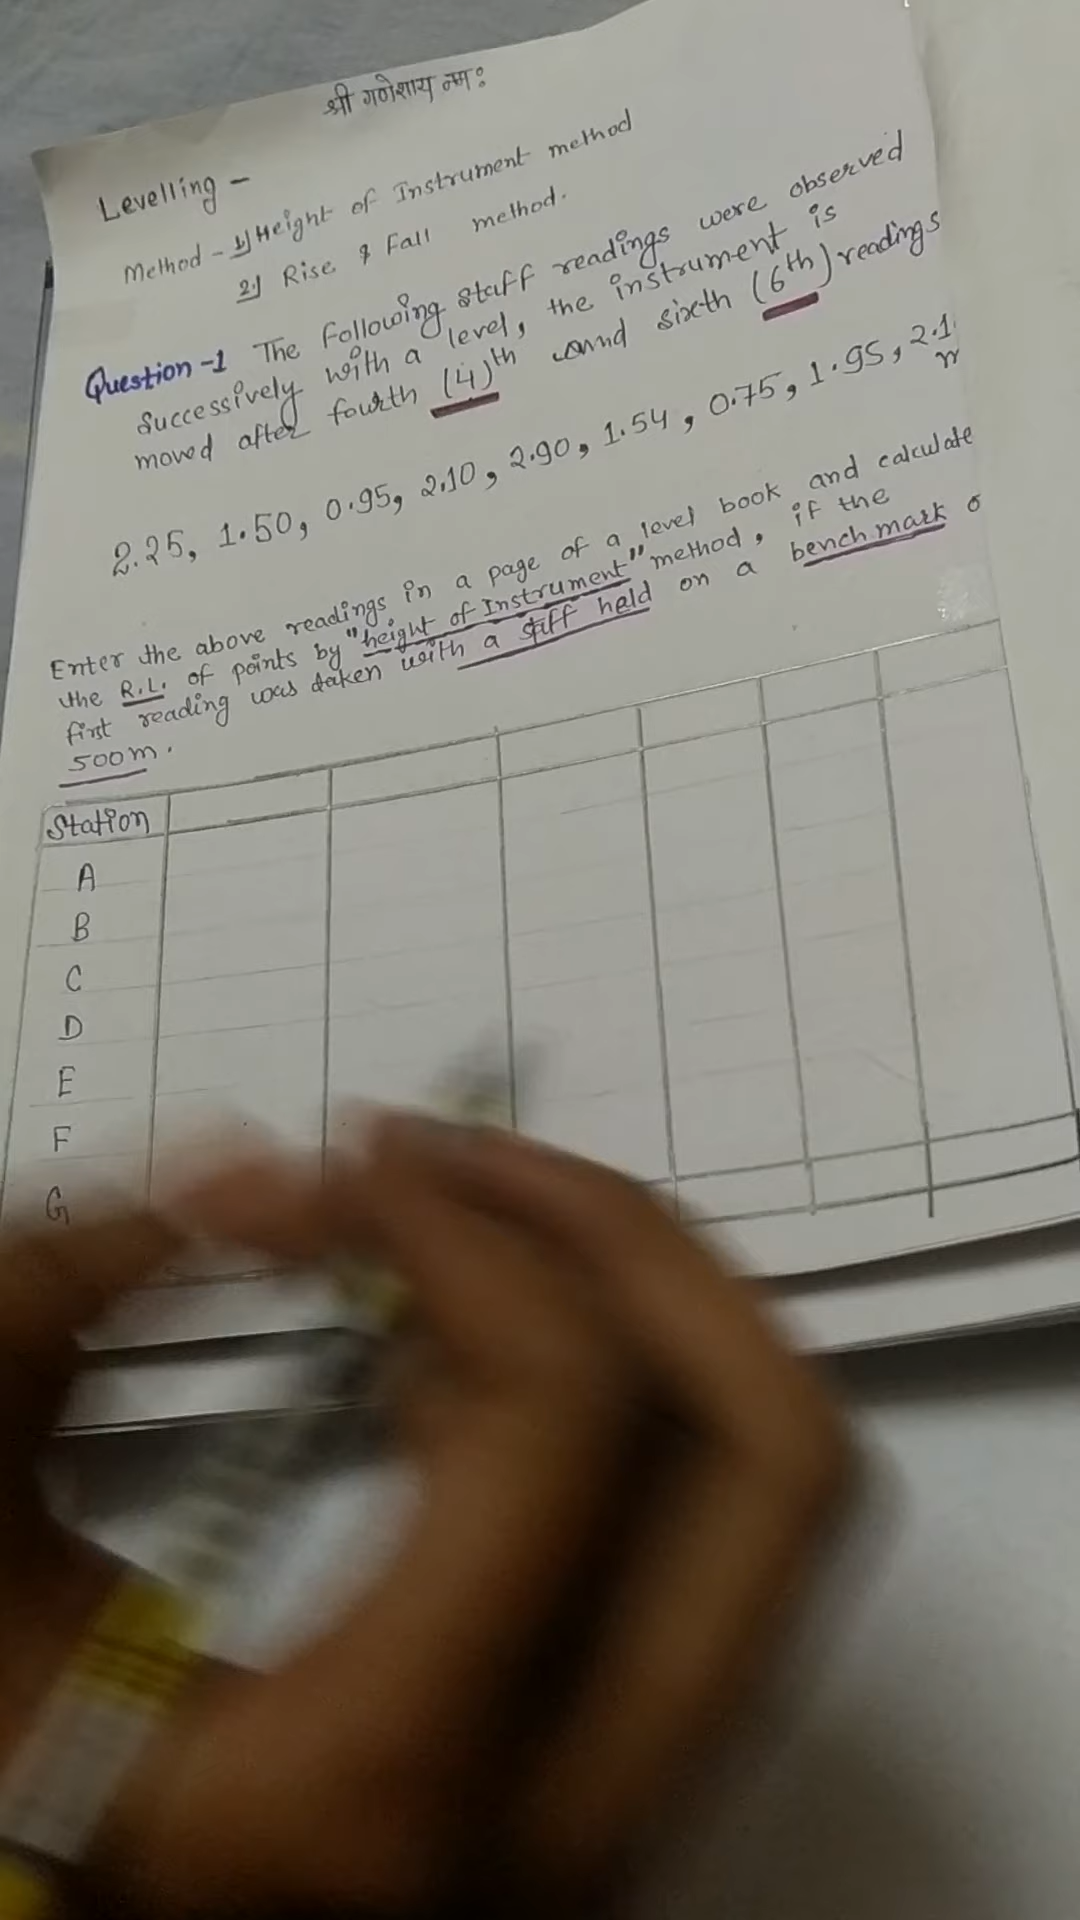 श्री गणेशाय नमः
Levelling -
Method - 1) Height of Instrument method
2) Rise & Fall method.
Question -1 The following staff readings were observed
successively with a level, the instrument is
moved after fourth (4)th and sixth (6th) readings
2.25, 1.50, 0.95, 2.10, 2.90, 1.54, 0.75, 1.95, 2.1
Enter the above readings in a page of a level book and calculate
the R.L. of points by "height of Instrument" method, if the
first reading was taken with a stff held on a bench mark o
500m.
Station
A
B
C
D
E
F
G